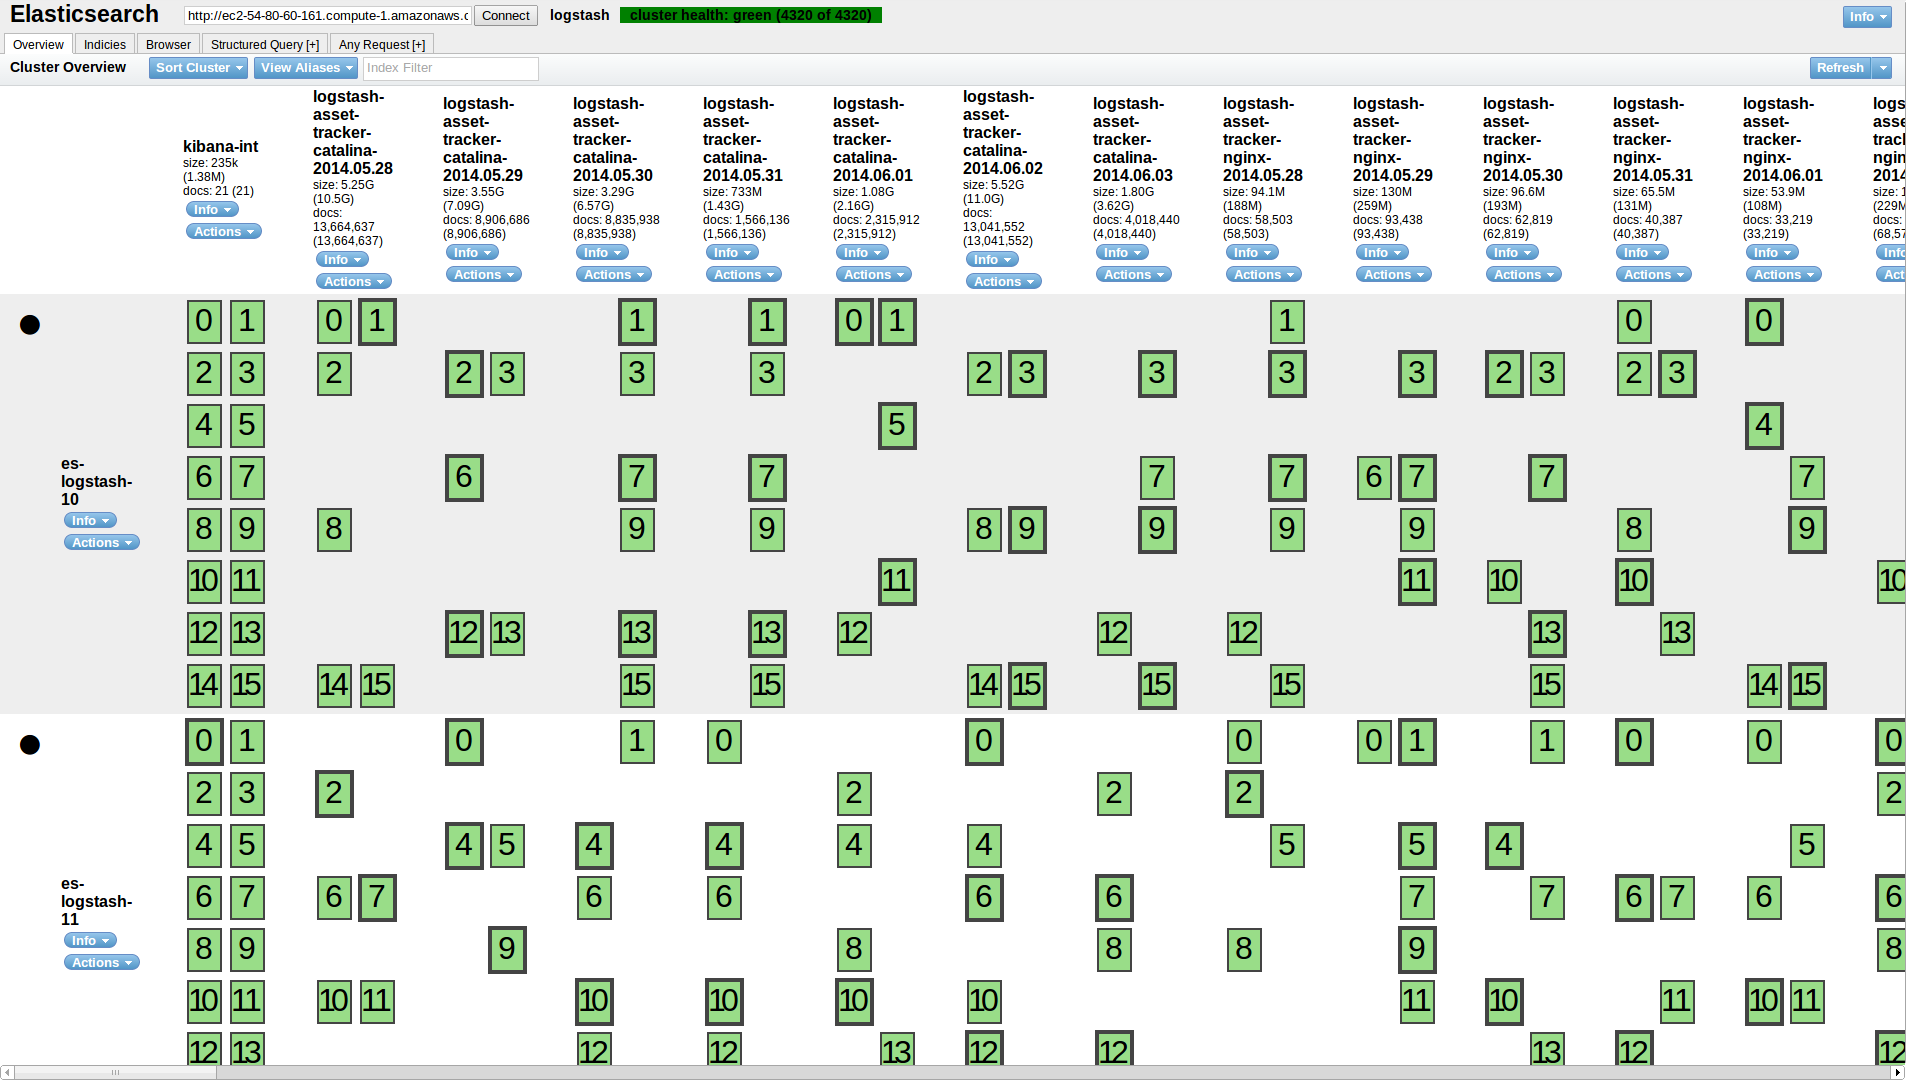 Elasticsearch http://ec2-54-80-60-161.compute-1.amazonaws.c Connect logstash cluster health: green (4320 of 4320) Info
Overview Indicies Browser Structured Query [+] Any Request [+]
Cluster Overview Sort Cluster View Aliases Index Filter Refresh
kibana-int
size: 235k
(1.38M)
docs: 21 (21)
Info
Actions
logstash-
asset-
tracker-
catalina-
2014.05.28
size: 5.25G
(10.5G)
docs:
13,664,637
(13,664,637)
Info
Actions
logstash-
asset-
tracker-
catalina-
2014.05.29
size: 3.55G
(7.09G)
docs: 8,906,686
(8,906,686)
Info
Actions
logstash-
asset-
tracker-
catalina-
2014.05.30
size: 3.29G
(6.57G)
docs: 8,835,938
(8,835,938)
Info
Actions
logstash-
asset-
tracker-
catalina-
2014.05.31
size: 733M
(1.43G)
docs: 1,566,136
(1,566,136)
Info
Actions
logstash-
asset-
tracker-
catalina-
2014.06.01
size: 1.08G
(2.16G)
docs: 2,315,912
(2,315,912)
Info
Actions
logstash-
asset-
tracker-
catalina-
2014.06.02
size: 5.52G
(11.0G)
docs:
13,041,552
(13,041,552)
Info
Actions
logstash-
asset-
tracker-
catalina-
2014.06.03
size: 1.80G
(3.62G)
docs: 4,018,440
(4,018,440)
Info
Actions
logstash-
asset-
tracker-
nginx-
2014.05.28
size: 94.1M
(188M)
docs: 58,503
(58,503)
Info
Actions
logstash-
asset-
tracker-
nginx-
2014.05.29
size: 130M
(259M)
docs: 93,438
(93,438)
Info
Actions
logstash-
asset-
tracker-
nginx-
2014.05.30
size: 96.6M
(193M)
docs: 62,819
(62,819)
Info
Actions
logstash-
asset-
tracker-
nginx-
2014.05.31
size: 65.5M
(131M)
docs: 40,387
(40,387)
Info
Actions
logstash-
asset-
tracker-
nginx-
2014.06.01
size: 53.9M
(108M)
docs: 33,219
(33,219)
Info
Actions
es-
logstash-
10
Info
Actions
0 1 0 1 1 1 0 1 1 0 0
2 3 2 2 3 3 3 2 3 3 3 3 2 3 2 3
4 5 5 4
6 7 6 7 7 7 7 6 7 7 7
8 9 8 9 9 8 9 9 9 9 8 9
10 11 11 11 10 10 10
12 13 12 13 13 13 12 12 12 13 13
14 15 14 15 15 15 14 15 15 15 15 14 15
es-
logstash-
11
Info
Actions
0 1 0 1 0 0 0 0 1 1 0 0 0
2 3 2 2 2 2 2
4 5 4 5 4 4 4 4 5 5 4 5
6 7 6 7 6 6 6 6 7 7 6 7 6 6
8 9 9 8 8 8 9 8
10 11 10 11 10 10 10 10 11 10 11 10 11
12 13 12 12 13 12 12 13 12 12